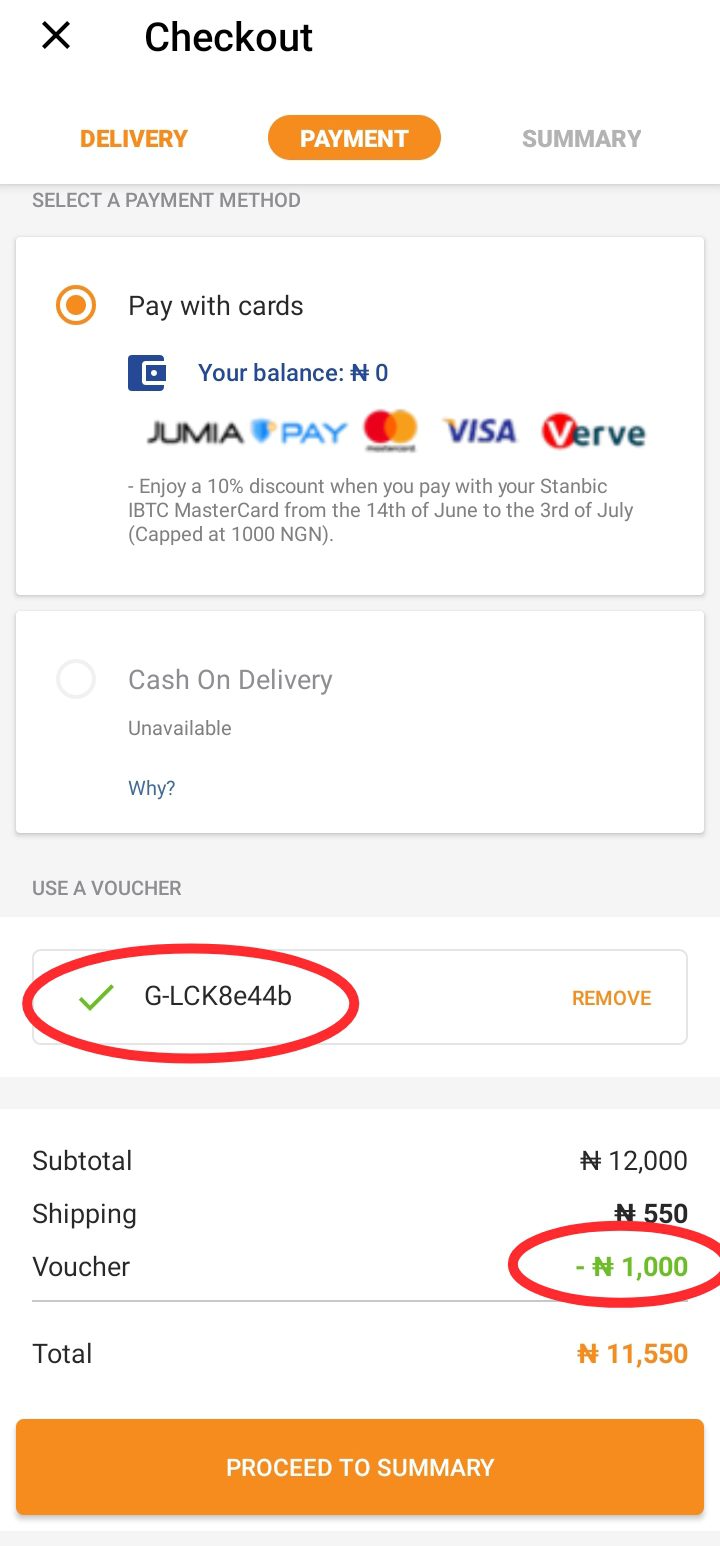 Checkout
DELIVERY PAYMENT SUMMARY
SELECT A PAYMENT METHOD
Pay with cards
Your balance: ₦ 0
JUMIA PAY mastercard VISA Verve
- Enjoy a 10% discount when you pay with your Stanbic
IBTC MasterCard from the 14th of June to the 3rd of July
(Capped at 1000 NGN).
Cash On Delivery
Unavailable
Why?
USE A VOUCHER
G-LCK8e44b REMOVE
Subtotal ₦ 12,000
Shipping ₦ 550
Voucher - ₦ 1,000
Total ₦ 11,550
PROCEED TO SUMMARY